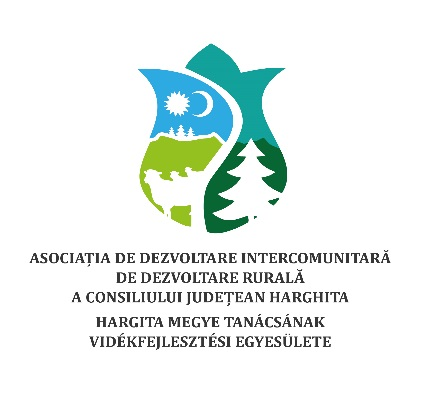 ASOCIAȚIA DE DEZVOLTARE INTERCOMUNITARĂ
DE DEZVOLTARE RURALĂ
A CONSILIULUI JUDEȚEAN HARGHITA
HARGITA MEGYE TANÁCSÁNAK
VIDÉKFEJLESZTÉSI EGYESÜLETE